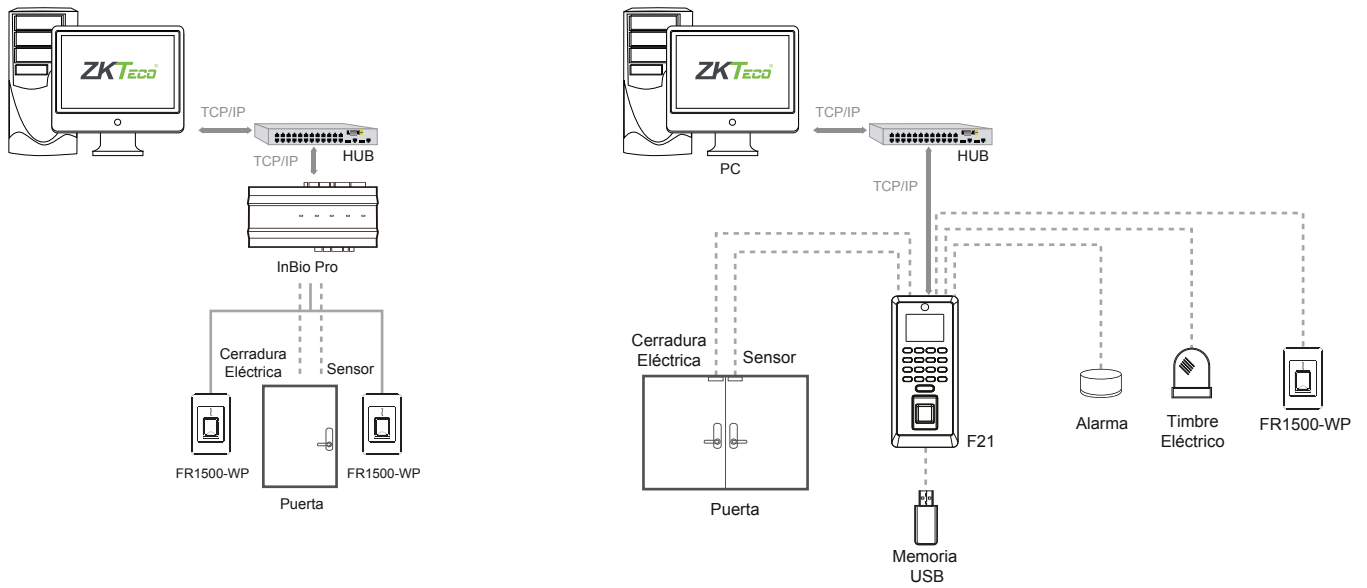 ZKTeco
TCP/IP
HUB
TCP/IP
InBio Pro
Cerradura
Eléctrica
Sensor
FR1500-WP
FR1500-WP
Puerta
ZKTeco
TCP/IP
HUB
PC
TCP/IP
Cerradura
Eléctrica
Sensor
Puerta
F21
Alarma
Timbre
Eléctrico
FR1500-WP
Memoria
USB